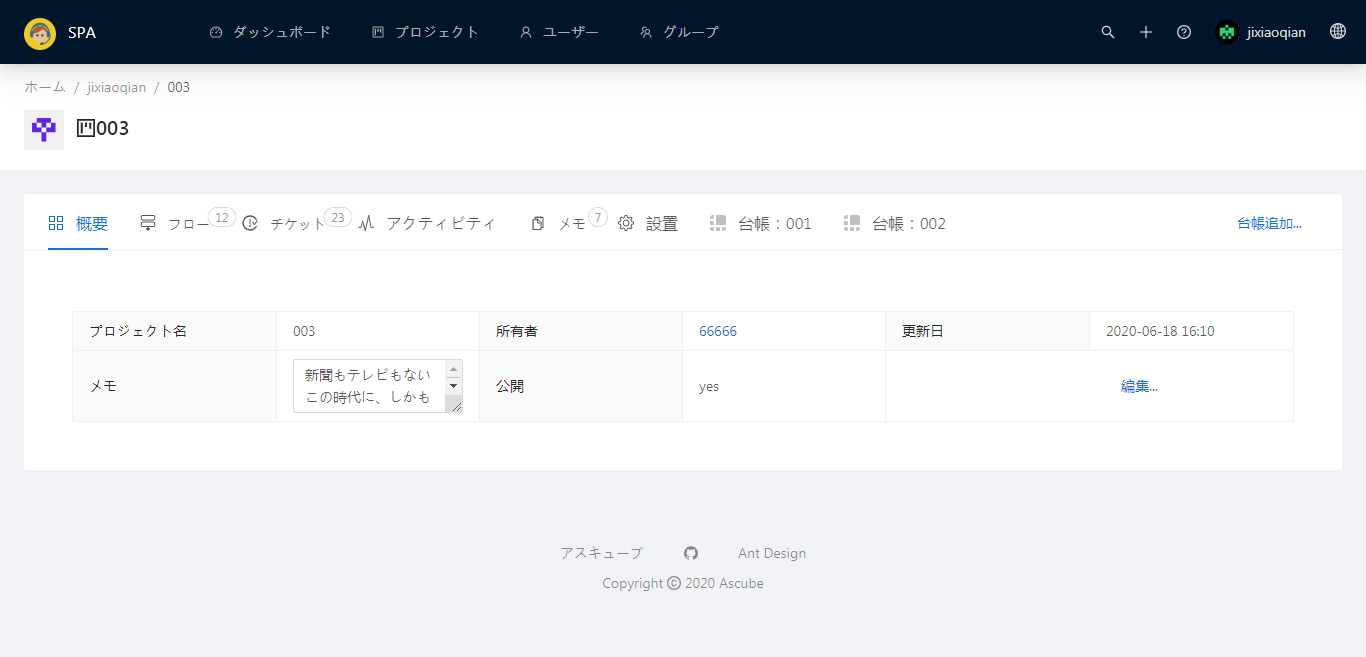 SPA ダッシュボード プロジェクト ユーザー グループ jixiaoqian
ホーム / jixiaoqian / 003
003
概要 フロー 12 チケット 23 アクティビティ メモ 7 设置 台帳：001 台帳：002 台帳追加...
プロジェクト名 003 所有者 66666 更新日 2020-06-18 16:10
メモ 新聞もテレビもない 公開 yes 編集...
この時代に、しかも
アスキューブ Ant Design
Copyright © 2020 Ascube